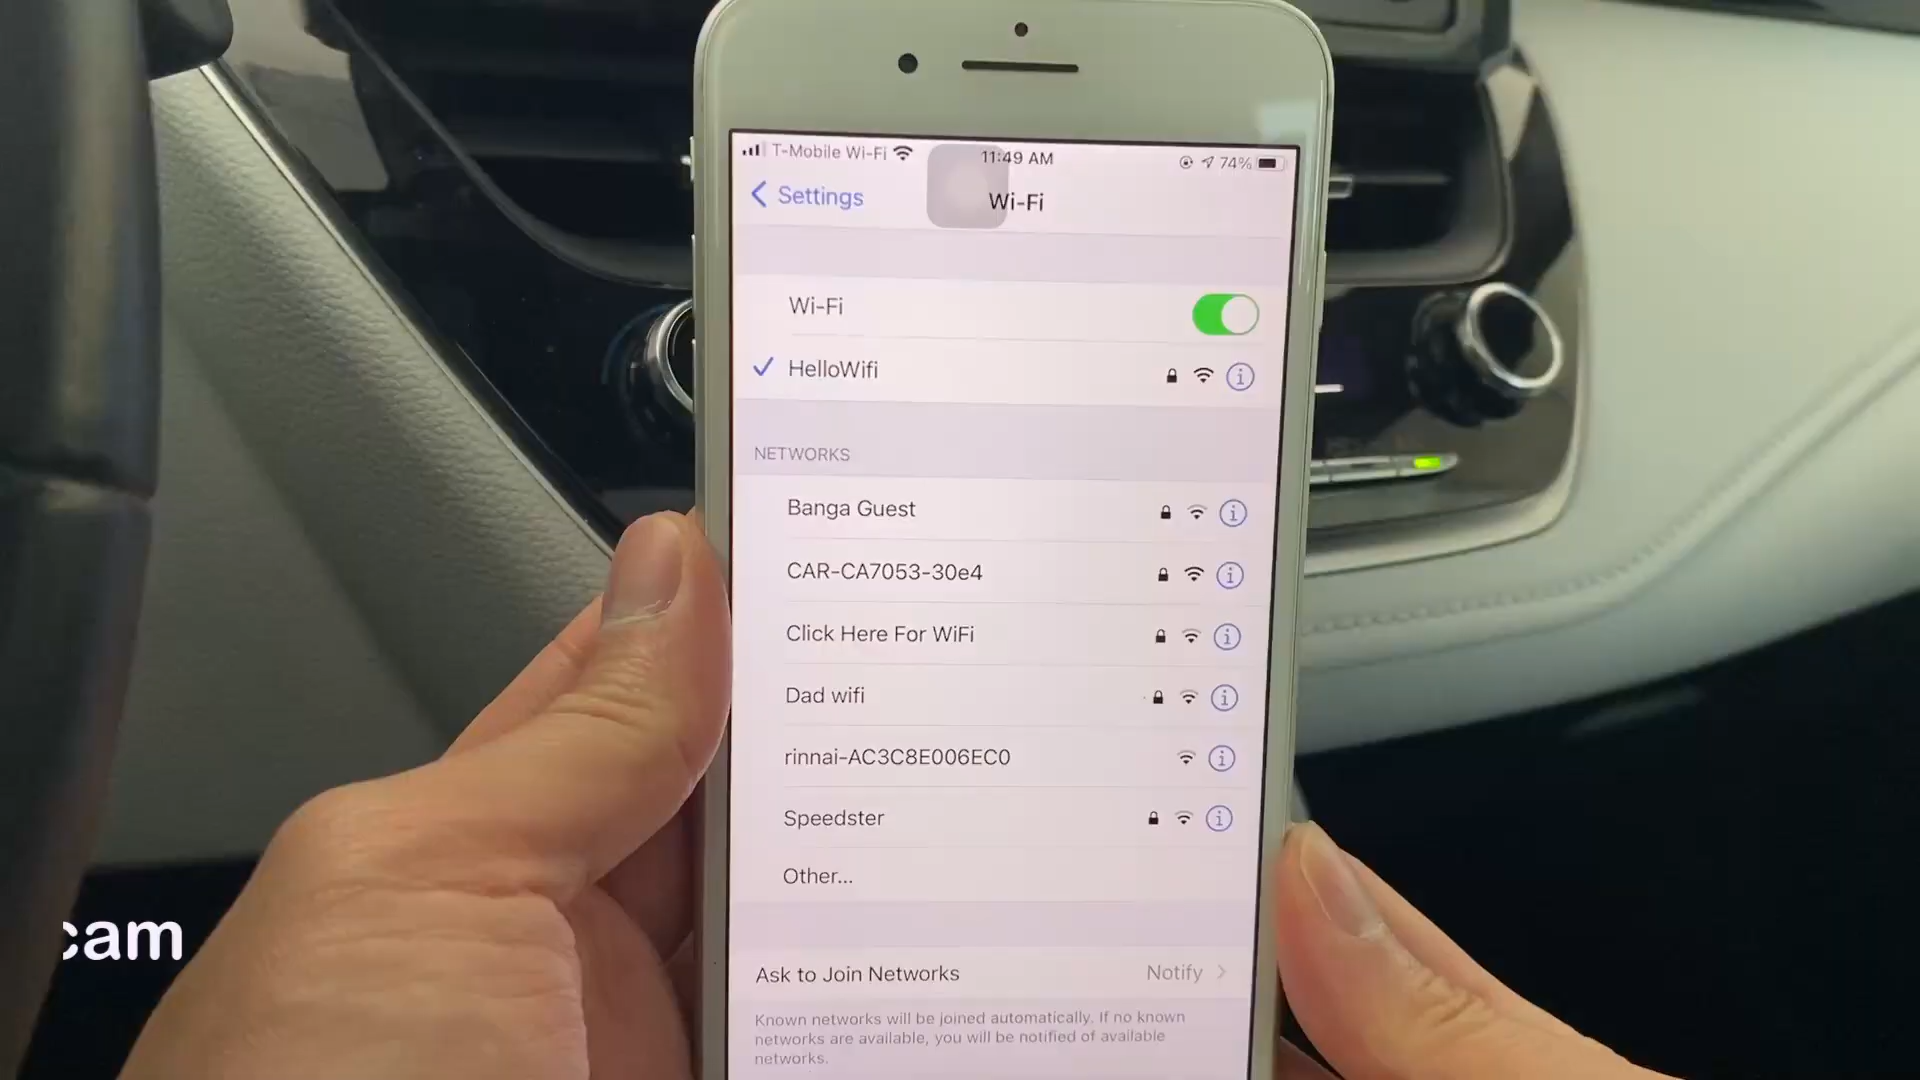 T-Mobile Wi-Fi 11:49 AM 74%
Settings Wi-Fi
Wi-Fi
HelloWifi
NETWORKS
Banga Guest
CAR-CA7053-30e4
Click Here For WiFi
Dad wifi
rinnai-AC3C8E006EC0
Speedster
Other...
cam
Ask to Join Networks Notify
Known networks will be joined automatically. If no known
networks are available, you will be notified of available
networks.